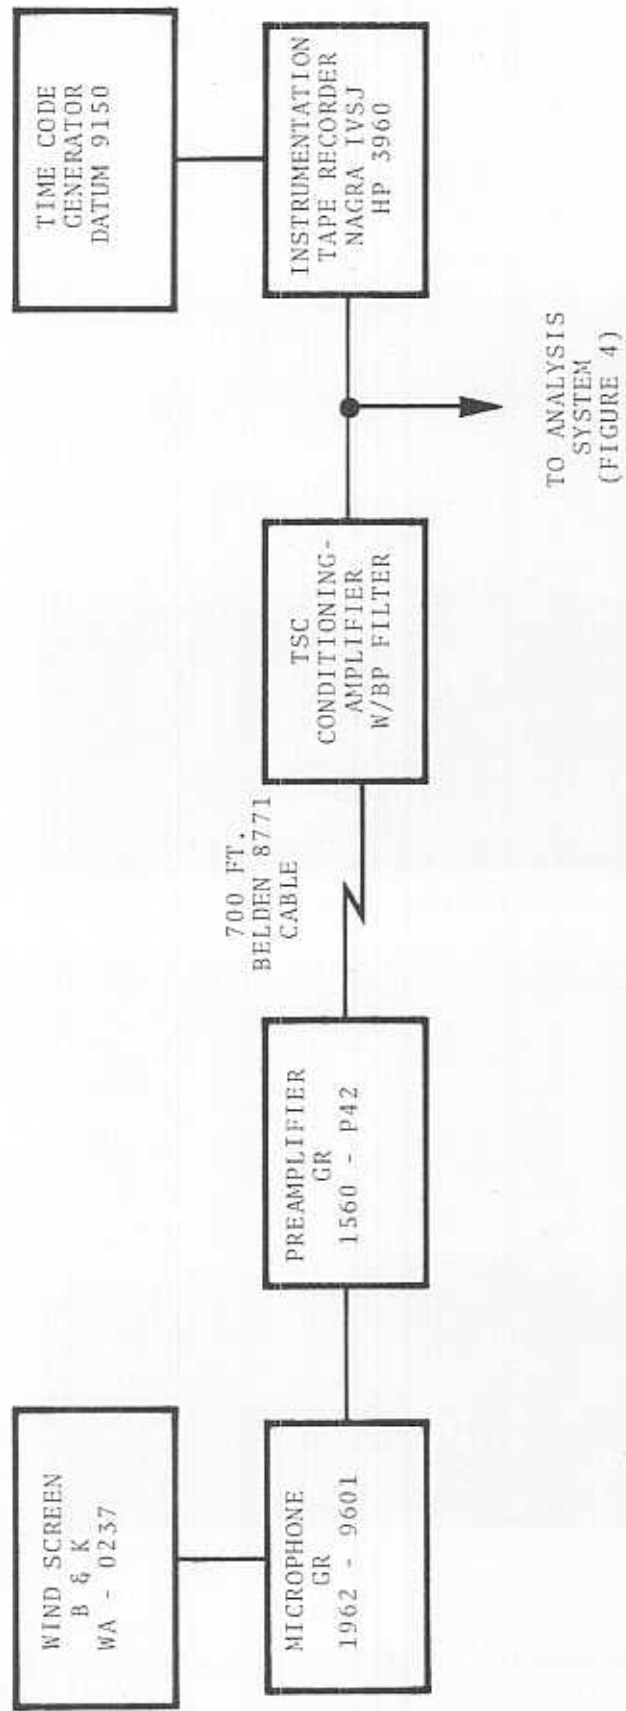 WIND SCREEN
B & K
WA - 0237
MICROPHONE
GR
1962 - 9601
PREAMPLIFIER
GR
1560 - P42
700 FT.
BELDEN 8771
CABLE
TSC
CONDITIONING-
AMPLIFIER
W/BP FILTER
TIME CODE
GENERATOR
DATUM 9150
INSTRUMENTATION
TAPE RECORDER
NAGRA IVSJ
HP 3960
TO ANALYSIS
SYSTEM
(FIGURE 4)